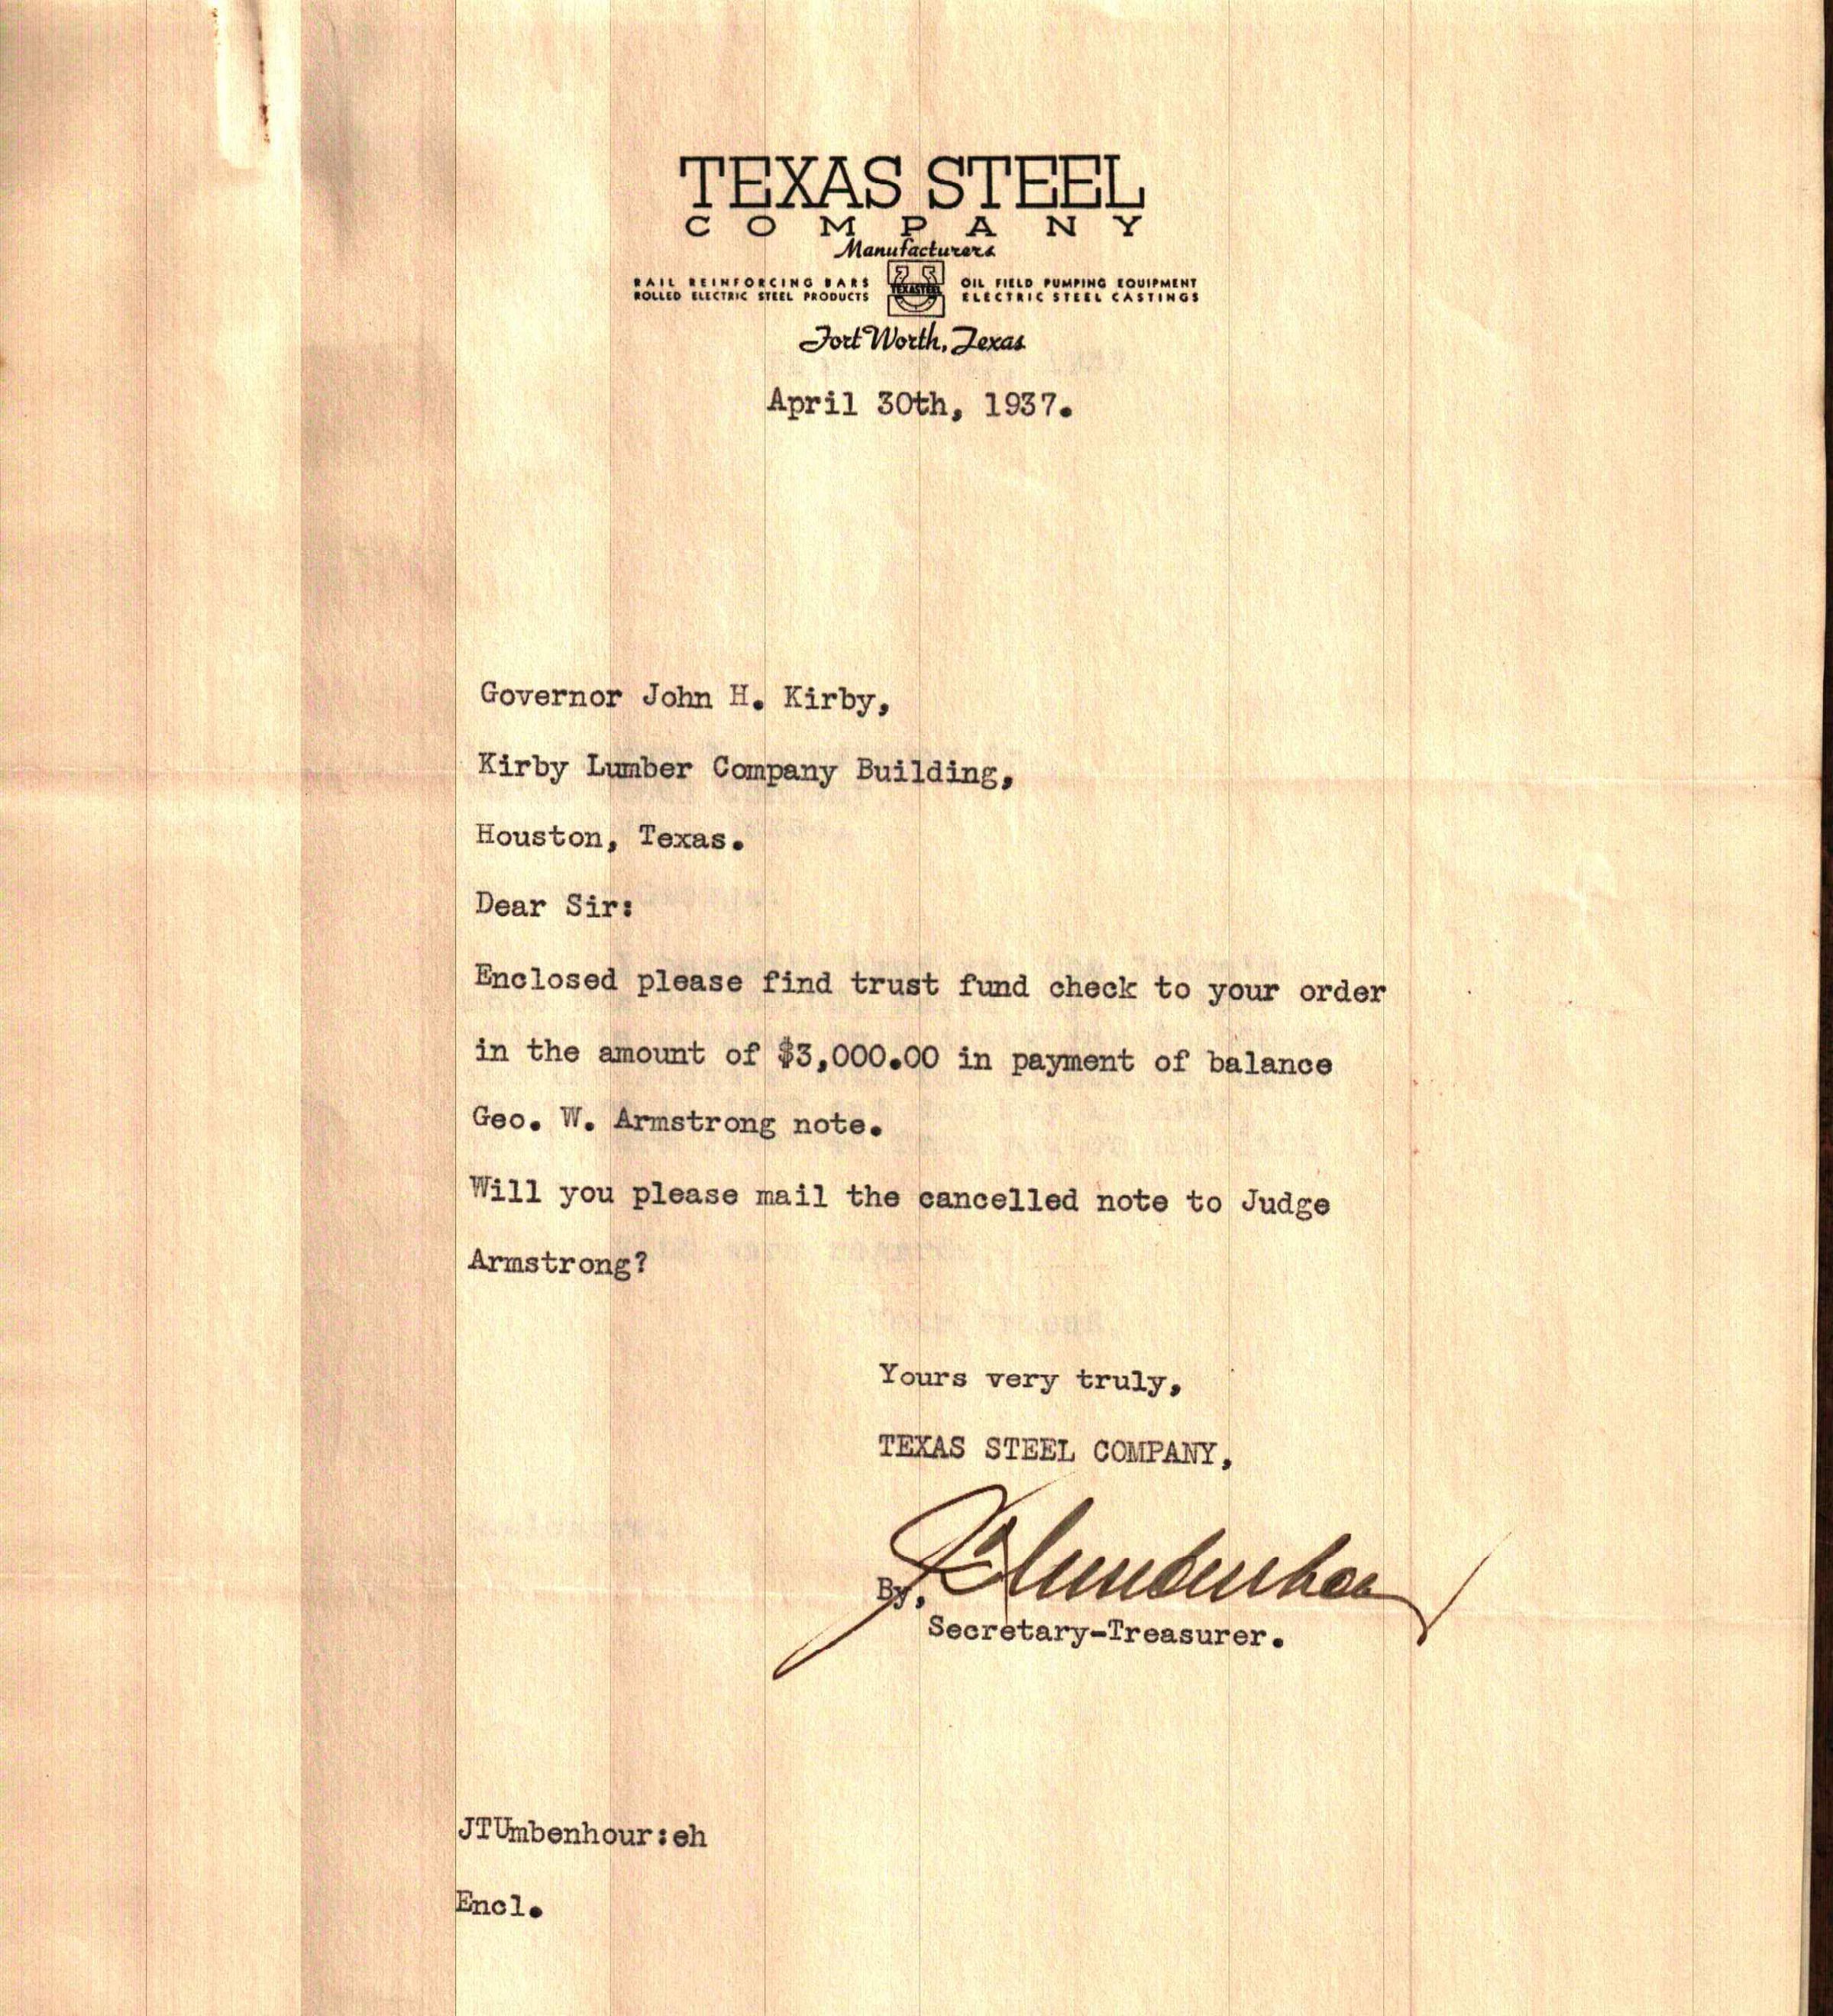 TEXAS STEEL
COMPANY
Manufacturers
RAIL REINFORCING BARS
ROLLED ELECTRIC STEEL PRODUCTS
TEXASTEEL
OIL FIELD PUMPING EQUIPMENT
ELECTRIC STEEL CASTINGS
Fort Worth, Texas
April 30th, 1937.
Governor John H. Kirby,
Kirby Lumber Company Building,
Houston, Texas.
Dear Sir:
Enclosed please find trust fund check to your order
in the amount of $3,000.00 in payment of balance
Geo. W. Armstrong note.
Will you please mail the cancelled note to Judge
Armstrong?
Yours very truly,
TEXAS STEEL COMPANY,
By, JTUmbenhour
Secretary-Treasurer.
JTUmbenhour:eh
Encl.